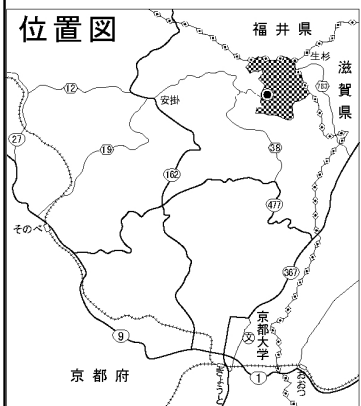 位置図
福井県
生杉
滋賀県
783
12
安掛
27
19
38
162
477
そのべ
367
9
文
京都大学
京都府
きょうと
1
おおつ